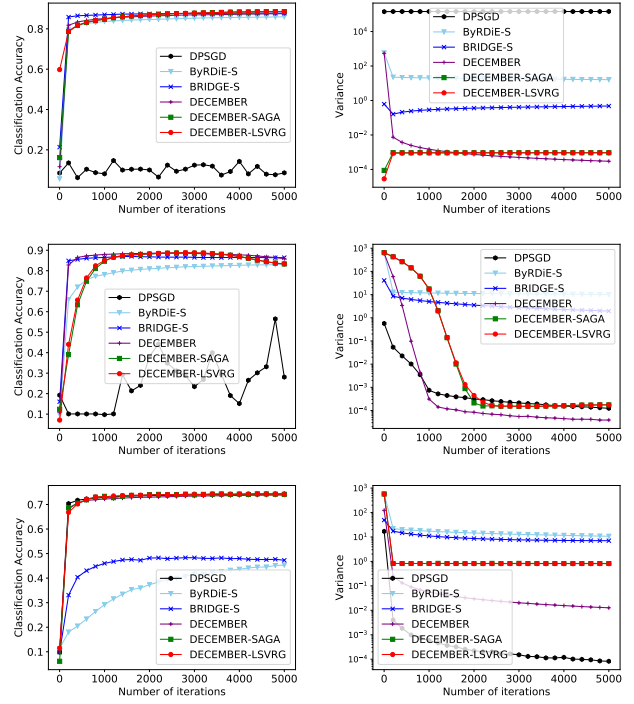 Classification Accuracy
0.8
0.6
0.4
0.2
DPSGD
ByRDiE-S
BRIDGE-S
DECEMBER
DECEMBER-SAGA
DECEMBER-LSVRG
0 1000 2000 3000 4000 5000
Number of iterations
Variance
10^4
10^2
10^0
10^-2
10^-4
DPSGD
ByRDiE-S
BRIDGE-S
DECEMBER
DECEMBER-SAGA
DECEMBER-LSVRG
0 1000 2000 3000 4000 5000
Number of iterations
Classification Accuracy
0.9
0.8
0.7
0.6
0.5
0.4
0.3
0.2
0.1
DPSGD
ByRDiE-S
BRIDGE-S
DECEMBER
DECEMBER-SAGA
DECEMBER-LSVRG
0 1000 2000 3000 4000 5000
Number of iterations
Variance
10^3
10^2
10^1
10^0
10^-1
10^-2
10^-3
10^-4
DPSGD
ByRDiE-S
BRIDGE-S
DECEMBER
DECEMBER-SAGA
DECEMBER-LSVRG
0 1000 2000 3000 4000 5000
Number of iterations
Classification Accuracy
0.7
0.6
0.5
0.4
0.3
0.2
0.1
DPSGD
ByRDiE-S
BRIDGE-S
DECEMBER
DECEMBER-SAGA
DECEMBER-LSVRG
0 1000 2000 3000 4000 5000
Number of iterations
Variance
10^3
10^2
10^1
10^0
10^-1
10^-2
10^-3
10^-4
DPSGD
ByRDiE-S
BRIDGE-S
DECEMBER
DECEMBER-SAGA
DECEMBER-LSVRG
0 1000 2000 3000 4000 5000
Number of iterations